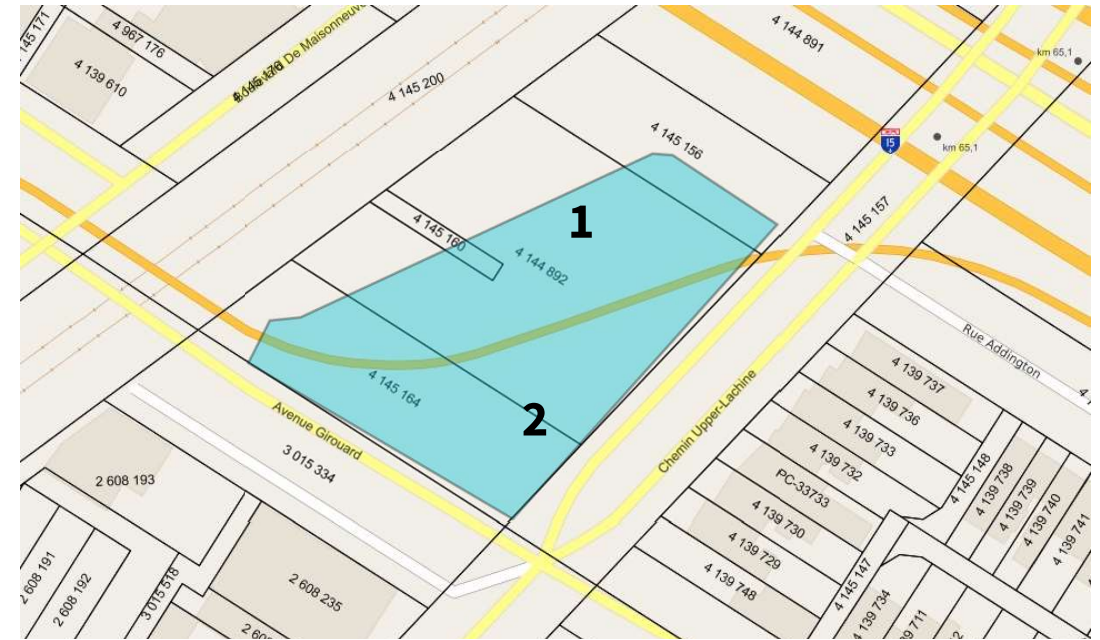 145 171
4 967 176
4 139 610
Boulevard De Maisonneuve
4 145 176
4 145 200
4 144 891
km 65,1
15
km 65,1
4 145 156
4 145 157
1
4 145 160
4 144 892
Rue Addington
4 145 164
2
Avenue Girouard
3 015 334
Chemin Upper-Lachine
4 139 737
4 139 736
4 139 733
4 139 732
PC-33733
4 139 730
4 139 729
4 139 748
4 145 148
4 139 738
4 139 739
4 139 740
4 139 741
4 145 147
4 139 734
2 608 193
2 608 191
2 608 192
3 015 518
2 608 235